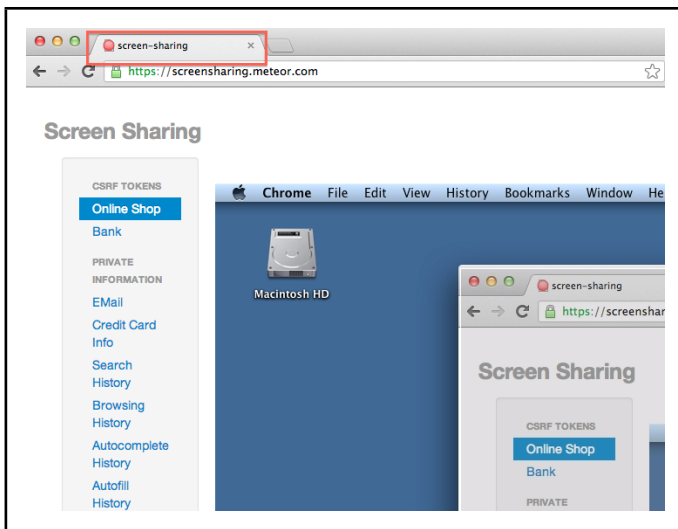 screen-sharing ×
https://screensharing.meteor.com
Screen Sharing
CSRF TOKENS
Online Shop
Bank
PRIVATE
INFORMATION
EMail
Credit Card
Info
Search
History
Browsing
History
Autocomplete
History
Autofill
History
Chrome File Edit View History Bookmarks Window He
Macintosh HD
screen-sharing
https://screenshar
Screen Sharing
CSRF TOKENS
Online Shop
Bank
PRIVATE